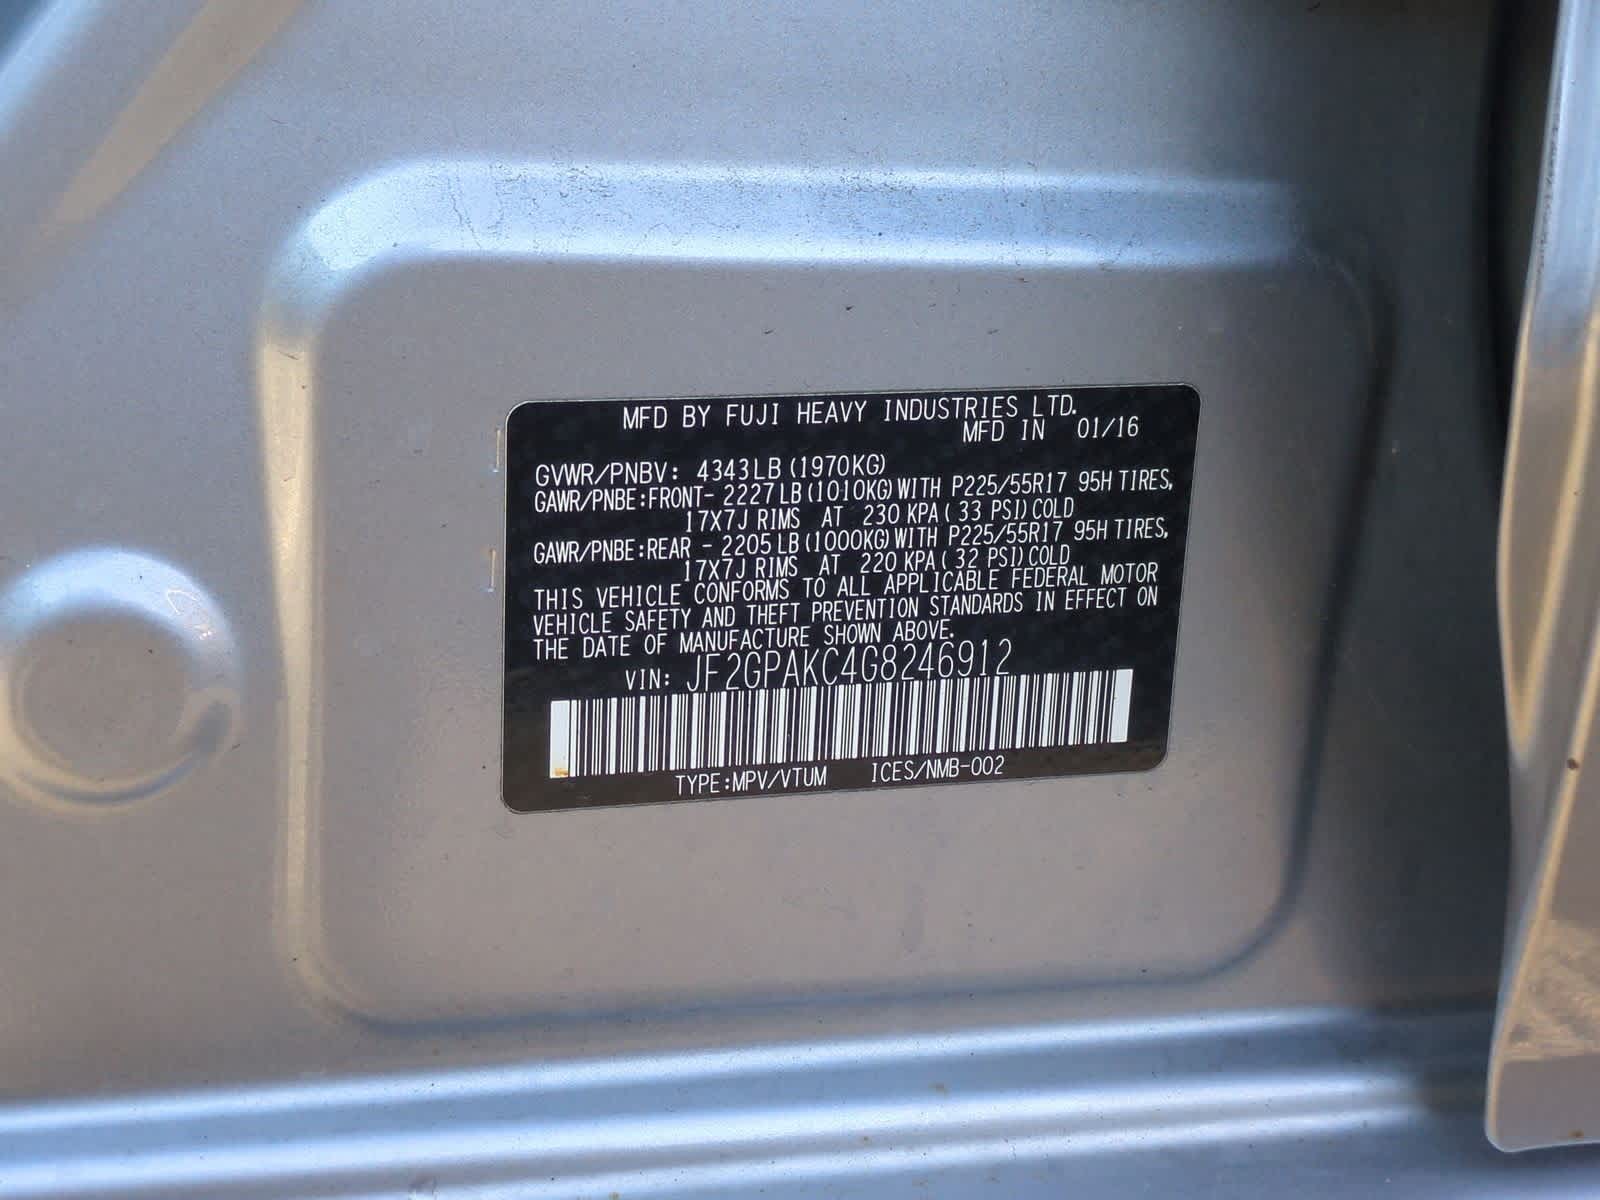 MFD BY FUJI HEAVY INDUSTRIES LTD.
MFD IN 01/16
GVWR/PNBV: 4343LB(1970KG)
GAWR/PNBE:FRONT- 2227LB(1010KG)WITH P225/55R17 95H TIRES,
17X7J RIMS AT 230 KPA(33 PSI)COLD
GAWR/PNBE:REAR - 2205LB(1000KG)WITH P225/55R17 95H TIRES,
17X7J RIMS AT 220 KPA(32 PSI)COLD
THIS VEHICLE CONFORMS TO ALL APPLICABLE FEDERAL MOTOR
VEHICLE SAFETY AND THEFT PREVENTION STANDARDS IN EFFECT ON
THE DATE OF MANUFACTURE SHOWN ABOVE.
VIN: JF2GPAKC4G8246912
TYPE:MPV/VTUM ICES/NMB-002